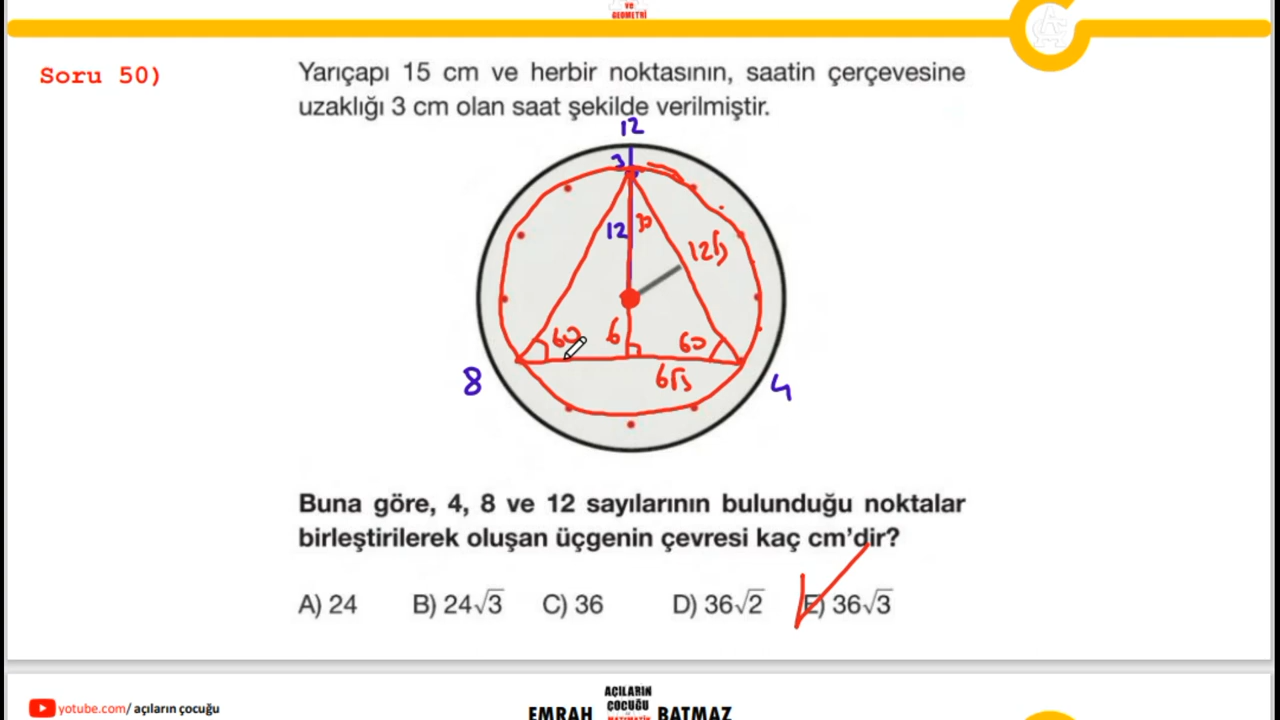 ve
GEOMETRİ
Soru 50)
Yarıçapı 15 cm ve herbir noktasının, saatin çerçevesine
uzaklığı 3 cm olan saat şekilde verilmiştir.
12
3
12
30
12√3
60
6
60
6√3
8
4
Buna göre, 4, 8 ve 12 sayılarının bulunduğu noktalar
birleştirilerek oluşan üçgenin çevresi kaç cm'dir?
A) 24 B) 24√3 C) 36 D) 36√2 E) 36√3
yotube.com/ açıların çocuğu
AÇILARIN
ÇOCUĞU
EMRAH BATMAZ